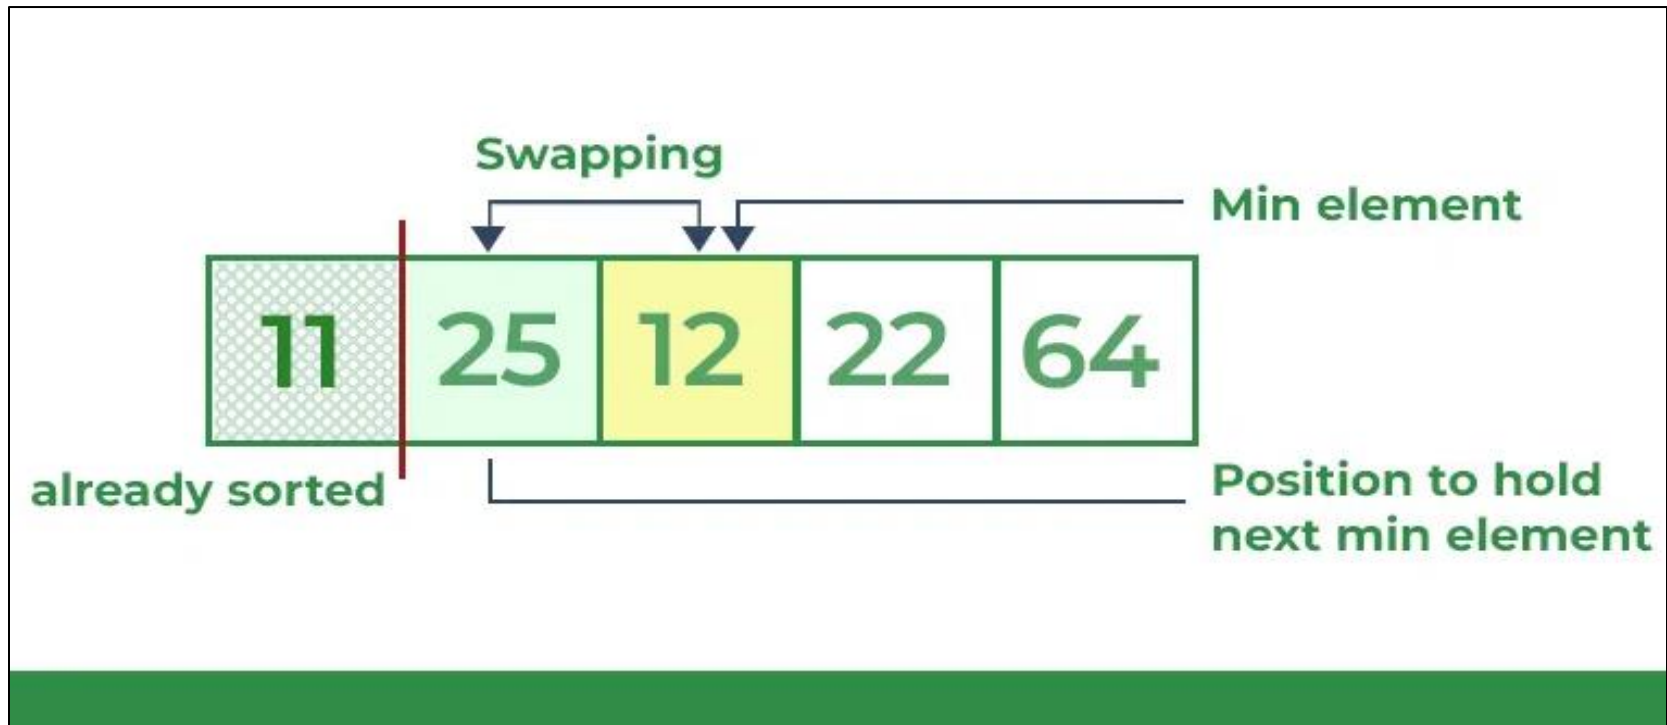 Swapping
Min element
11 25 12 22 64
already sorted
Position to hold
next min element